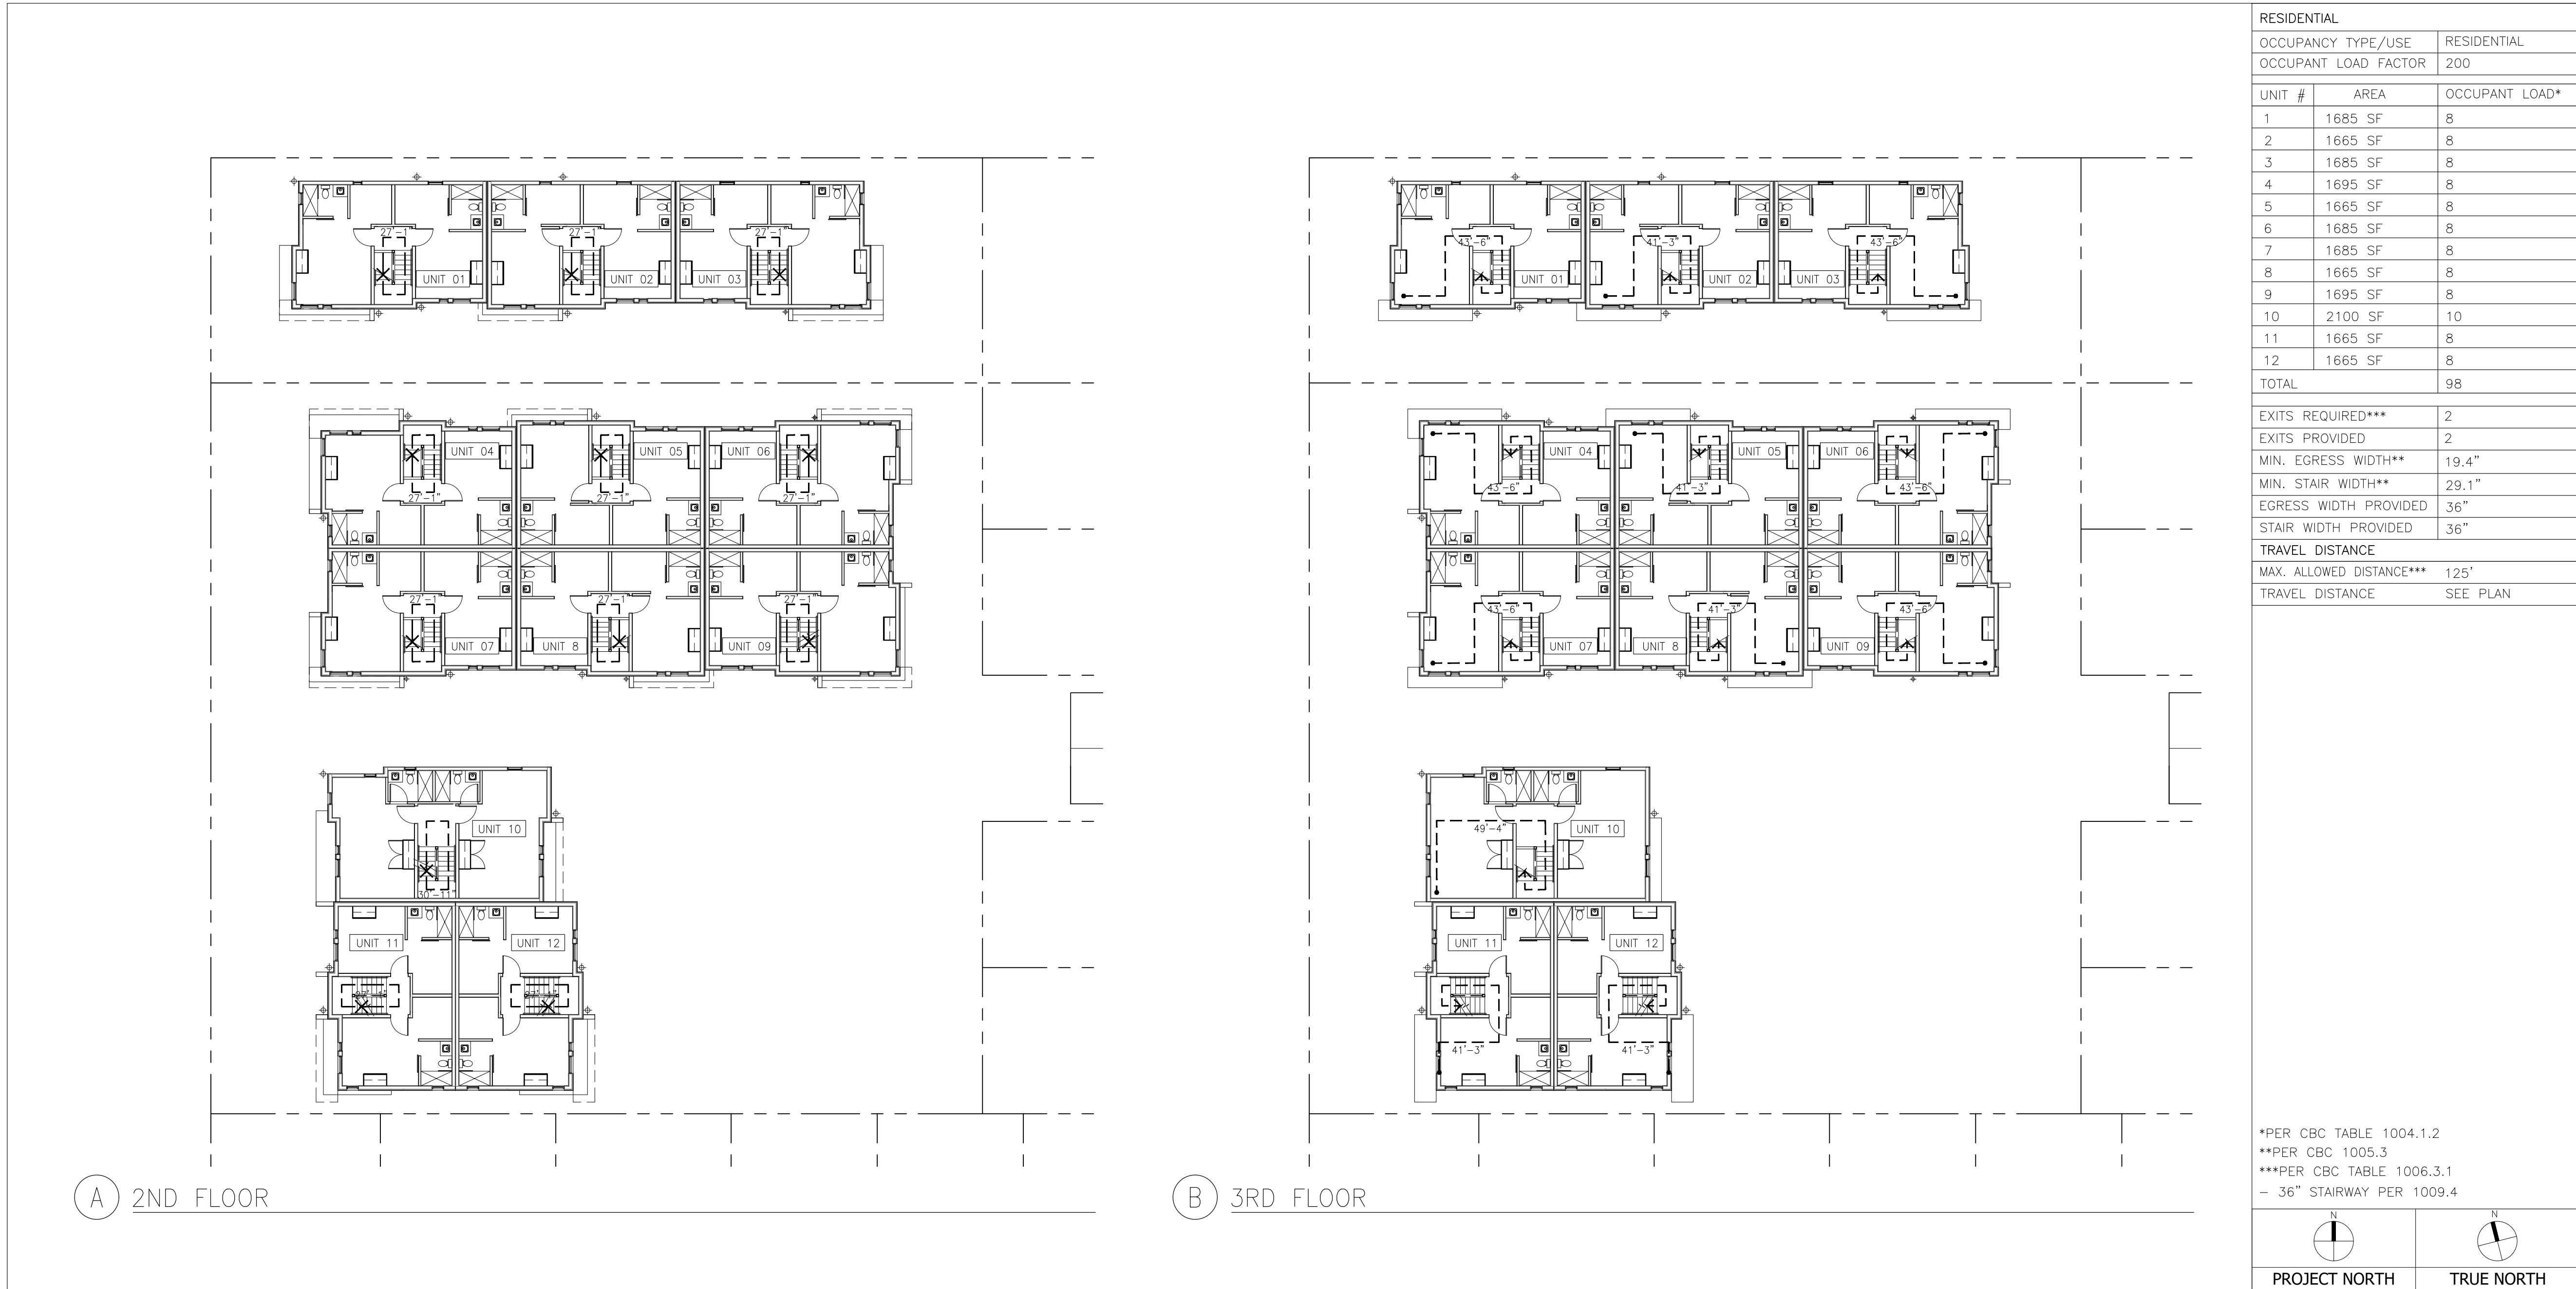 27'-1" 27'-1" 27'-1"
UNIT 01 UNIT 02 UNIT 03
UNIT 04 UNIT 05 UNIT 06
27'-1" 27'-1" 27'-1"
27'-1" 27'-1" 27'-1"
UNIT 07 UNIT 8 UNIT 09
UNIT 10
30'-11"
UNIT 11 UNIT 12
A 2ND FLOOR
43'-6" 41'-3" 43'-6"
UNIT 01 UNIT 02 UNIT 03
UNIT 04 UNIT 05 UNIT 06
43'-6" 41'-3" 43'-6"
43'-6" 41'-3" 43'-6"
UNIT 07 UNIT 8 UNIT 09
49'-4" UNIT 10
UNIT 11 UNIT 12
41'-3" 41'-3"
B 3RD FLOOR
RESIDENTIAL
OCCUPANCY TYPE/USE RESIDENTIAL
OCCUPANT LOAD FACTOR 200
UNIT # AREA OCCUPANT LOAD*
1 1685 SF 8
2 1665 SF 8
3 1685 SF 8
4 1695 SF 8
5 1665 SF 8
6 1685 SF 8
7 1685 SF 8
8 1665 SF 8
9 1695 SF 8
10 2100 SF 10
11 1665 SF 8
12 1665 SF 8
TOTAL 98
EXITS REQUIRED*** 2
EXITS PROVIDED 2
MIN. EGRESS WIDTH** 19.4"
MIN. STAIR WIDTH** 29.1"
EGRESS WIDTH PROVIDED 36"
STAIR WIDTH PROVIDED 36"
TRAVEL DISTANCE
MAX. ALLOWED DISTANCE*** 125'
TRAVEL DISTANCE SEE PLAN
*PER CBC TABLE 1004.1.2
**PER CBC 1005.3
***PER CBC TABLE 1006.3.1
– 36" STAIRWAY PER 1009.4
N N
PROJECT NORTH TRUE NORTH